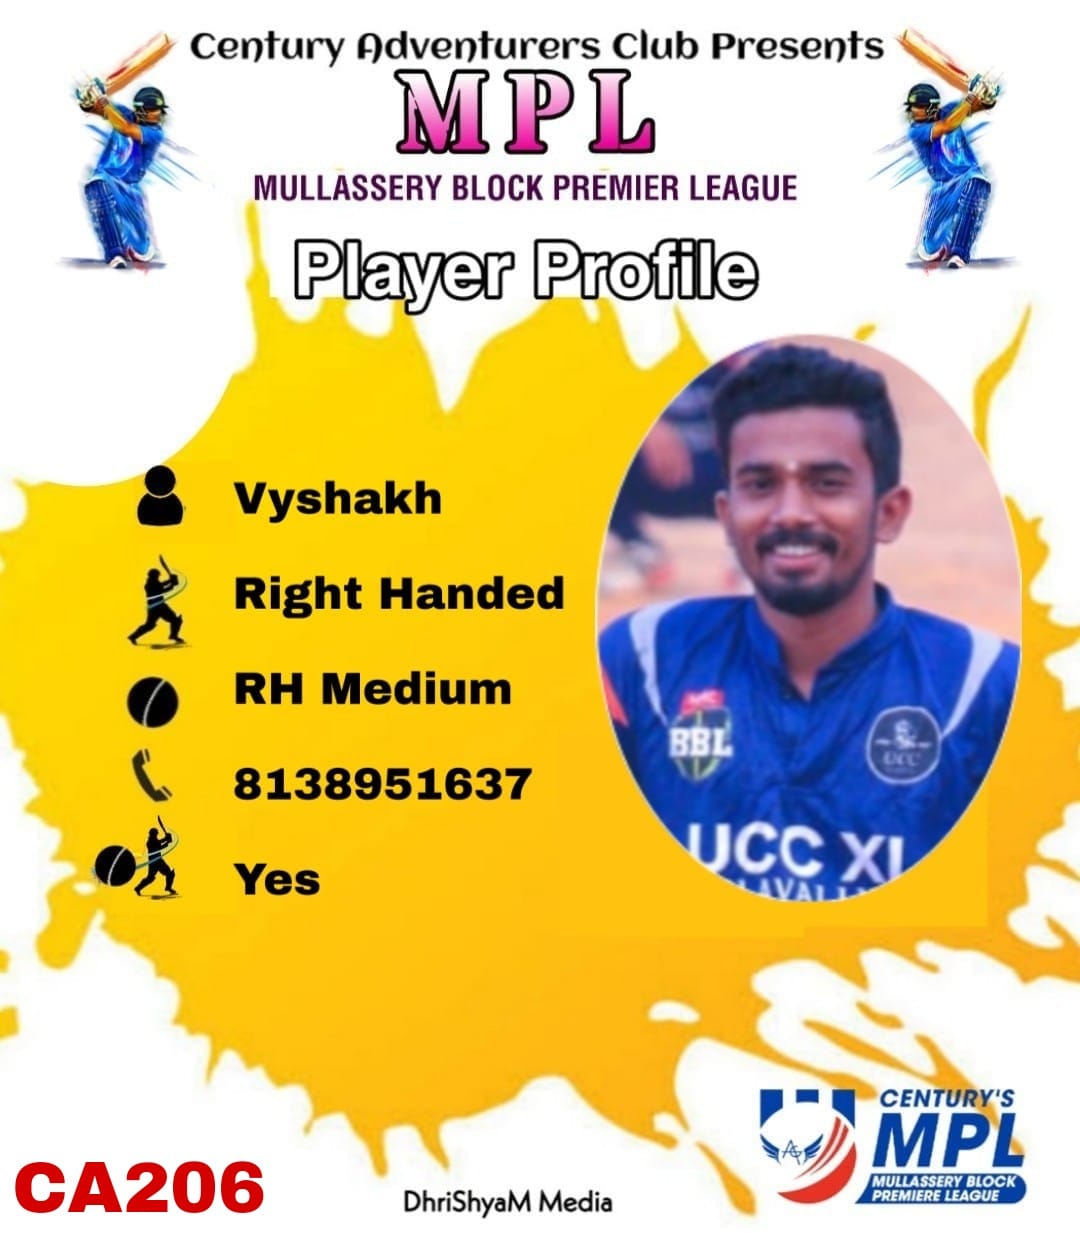 Century Adventurers Club Presents
MPL
MULLASSERY BLOCK PREMIER LEAGUE
Player Profile
Vyshakh
Right Handed
RH Medium
8138951637
Yes
BBL
UCC
UCC XI
CENTURY'S
MPL
MULLASSERY BLOCK
PREMIERE LEAGUE
CA206
DhriShyaM Media